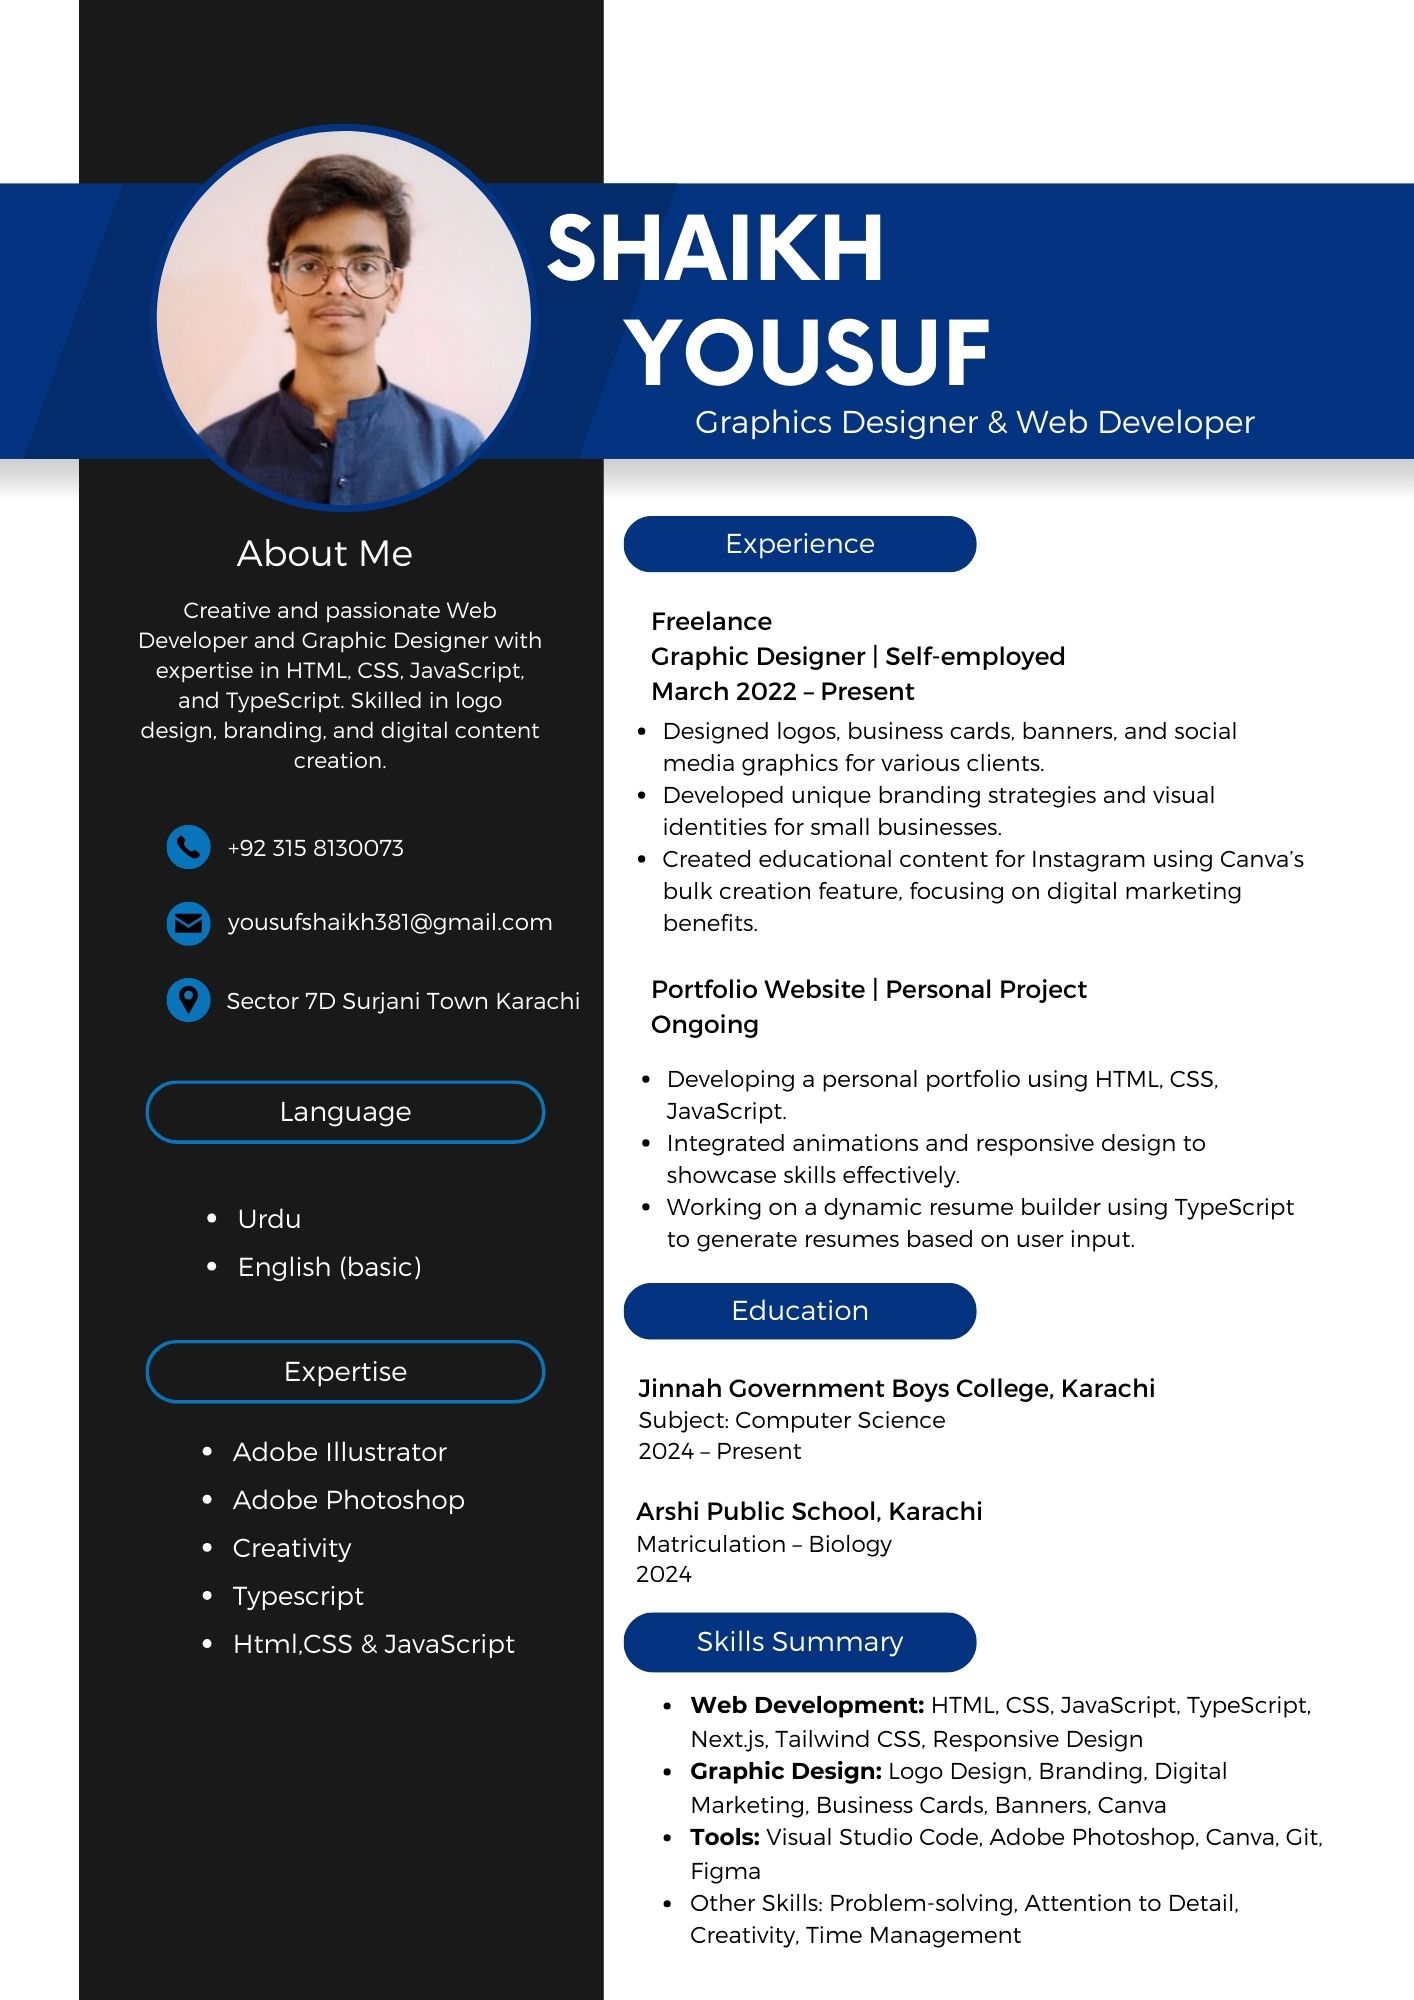 SHAIKH
YOUSUF
Graphics Designer & Web Developer
About Me
Creative and passionate Web
Developer and Graphic Designer with
expertise in HTML, CSS, JavaScript,
and TypeScript. Skilled in logo
design, branding, and digital content
creation.
+92 315 8130073
yousufshaikh381@gmail.com
Sector 7D Surjani Town Karachi
Language
• Urdu
• English (basic)
Expertise
• Adobe Illustrator
• Adobe Photoshop
• Creativity
• Typescript
• Html,CSS & JavaScript
Experience
Freelance
Graphic Designer | Self-employed
March 2022 – Present
• Designed logos, business cards, banners, and social
media graphics for various clients.
• Developed unique branding strategies and visual
identities for small businesses.
• Created educational content for Instagram using Canva’s
bulk creation feature, focusing on digital marketing
benefits.
Portfolio Website | Personal Project
Ongoing
• Developing a personal portfolio using HTML, CSS,
JavaScript.
• Integrated animations and responsive design to
showcase skills effectively.
• Working on a dynamic resume builder using TypeScript
to generate resumes based on user input.
Education
Jinnah Government Boys College, Karachi
Subject: Computer Science
2024 – Present
Arshi Public School, Karachi
Matriculation – Biology
2024
Skills Summary
• Web Development: HTML, CSS, JavaScript, TypeScript,
Next.js, Tailwind CSS, Responsive Design
• Graphic Design: Logo Design, Branding, Digital
Marketing, Business Cards, Banners, Canva
• Tools: Visual Studio Code, Adobe Photoshop, Canva, Git,
Figma
• Other Skills: Problem-solving, Attention to Detail,
Creativity, Time Management